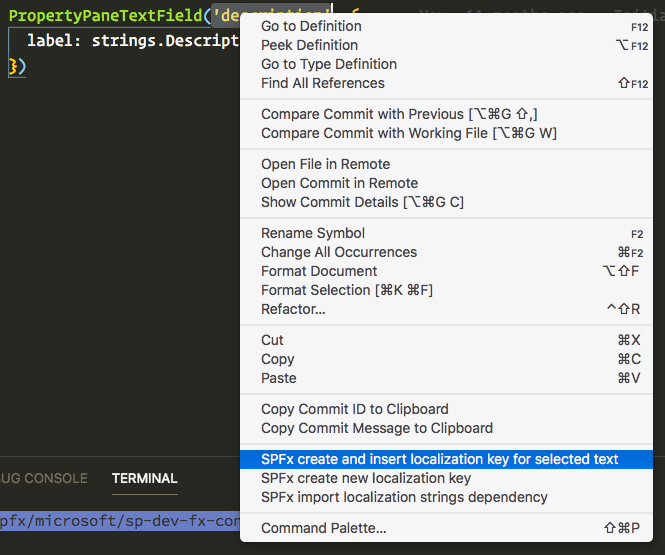 PropertyPaneTextField('description'
label: strings.Descript
})
Go to Definition F12
Peek Definition ⌥F12
Go to Type Definition
Find All References ⇧F12
Compare Commit with Previous [⌥⌘G ⇧,]
Compare Commit with Working File [⌥⌘G W]
Open File in Remote
Open Commit in Remote
Show Commit Details [⌥⌘G C]
Rename Symbol F2
Change All Occurrences ⌘F2
Format Document ⌥⇧F
Format Selection [⌘K ⌘F]
Refactor... ^⇧R
Cut ⌘X
Copy ⌘C
Paste ⌘V
Copy Commit ID to Clipboard
Copy Commit Message to Clipboard
SPFx create and insert localization key for selected text
SPFx create new localization key
SPFx import localization strings dependency
Command Palette... ⇧⌘P
UG CONSOLE TERMINAL
pfx/microsoft/sp-dev-fx-con